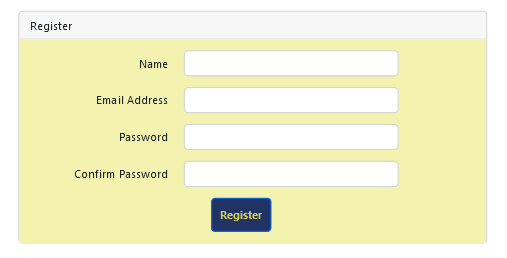 Register
Name
Email Address
Password
Confirm Password
Register